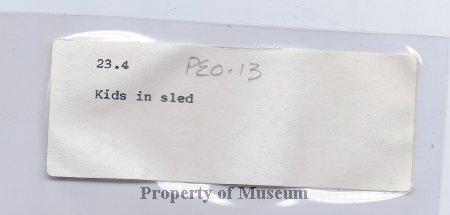 23.4 PEO.13
Kids in sled
Property of Museum